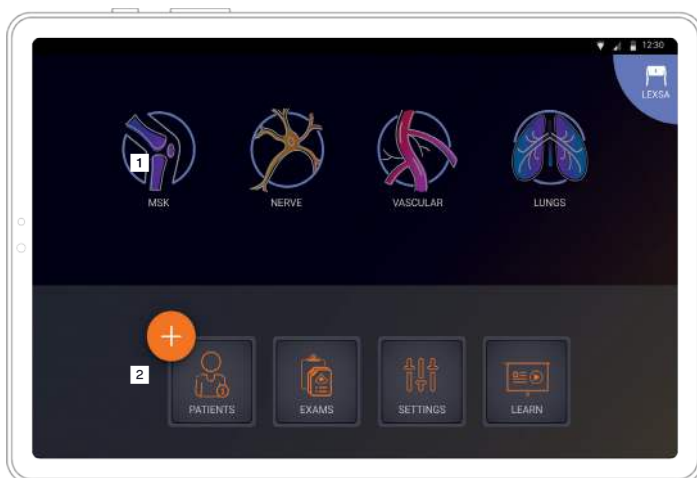 12:30
LEXSA
1
MSK
NERVE
VASCULAR
LUNGS
2
PATIENTS
EXAMS
SETTINGS
LEARN